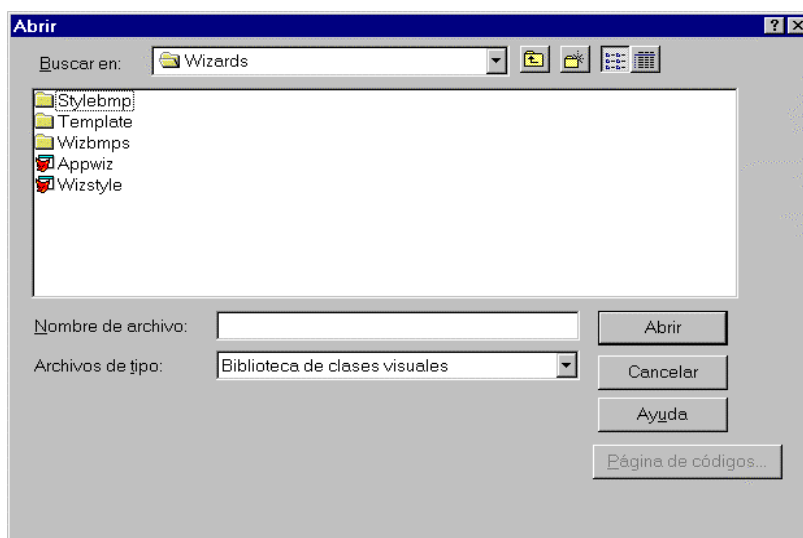 Abrir
Buscar en: Wizards
Stylebmp
Template
Wizbmps
Appwiz
Wizstyle
Nombre de archivo: Abrir
Archivos de tipo: Biblioteca de clases visuales Cancelar
Ayuda
Página de códigos...